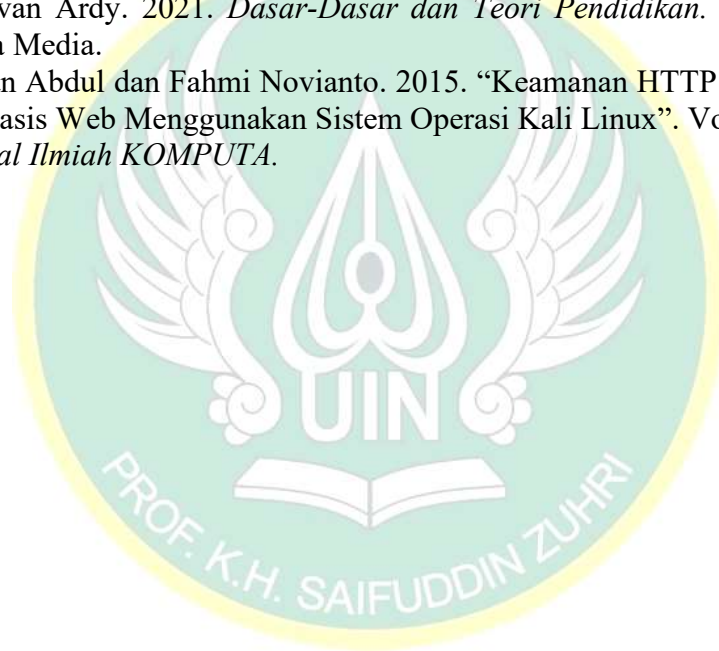 van Ardy. 2021. Dasar-Dasar dan Teori Pendidikan.
a Media.
n Abdul dan Fahmi Novianto. 2015. “Keamanan HTTP
asis Web Menggunakan Sistem Operasi Kali Linux”. Vo
al Ilmiah KOMPUTA.
UIN
PROF. K.H. SAIFUDDIN ZUHRI